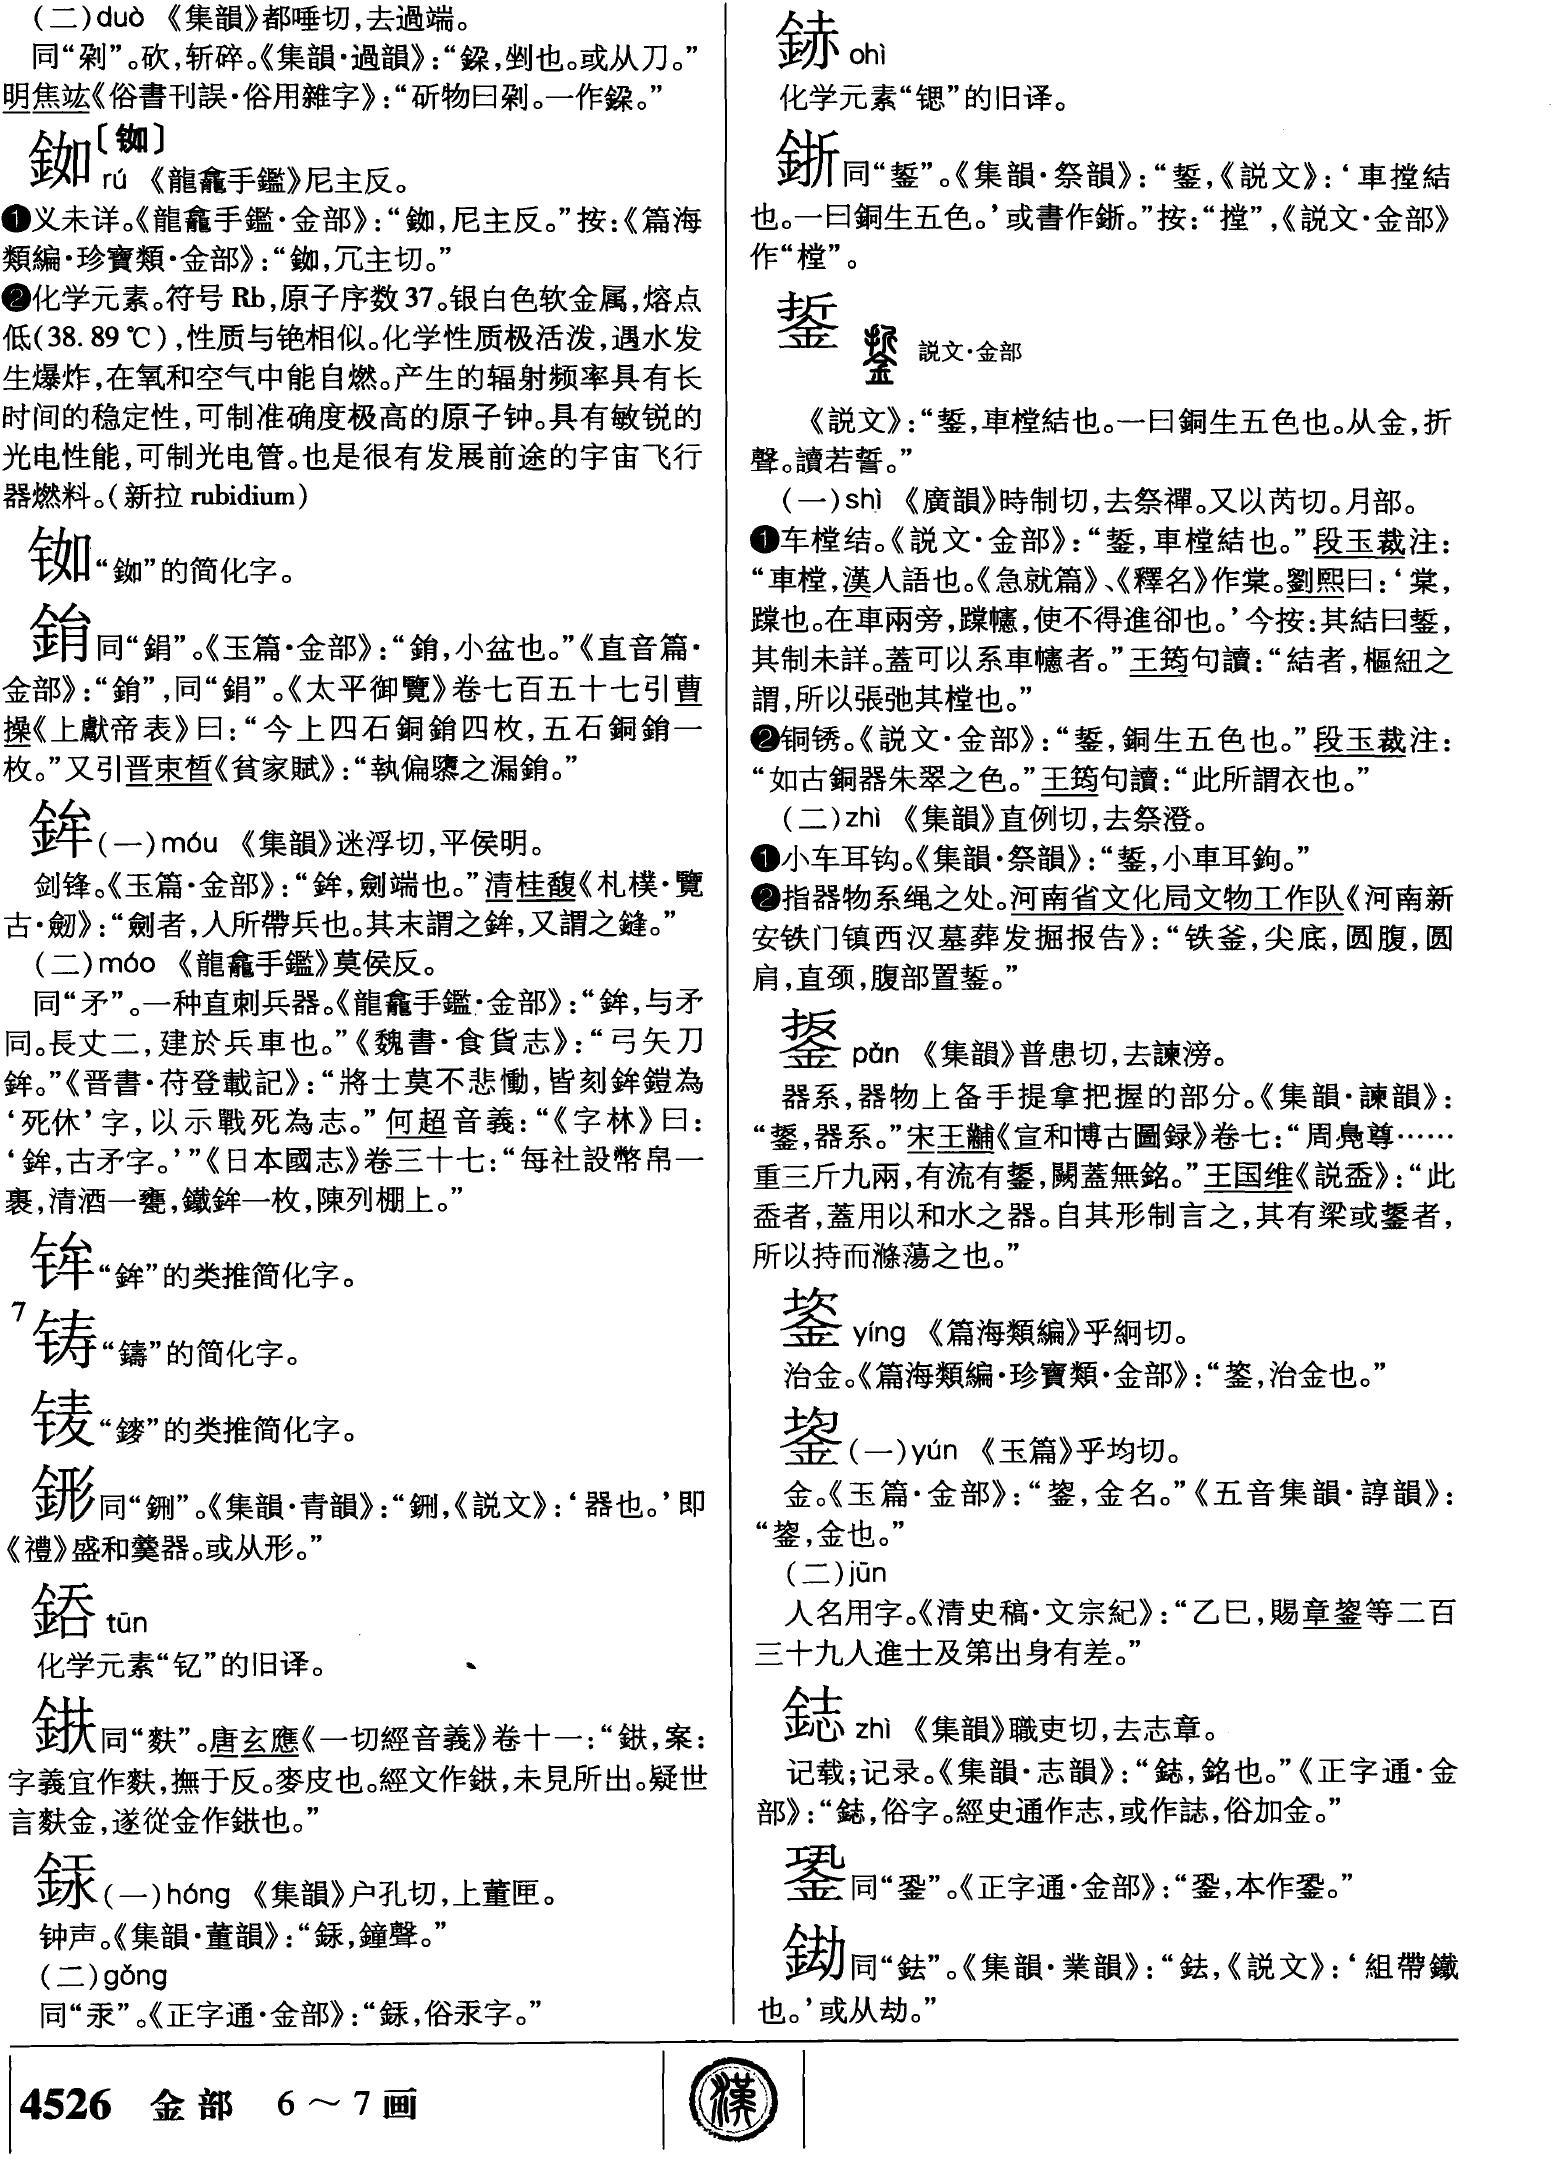 (二)duò 《集韻》都唾切,去過端。
同“剁”。砍,斩碎。《集韻·過韻》:“鎩,剉也。或从刀。”
明焦竑《俗書刊誤·俗用雜字》:“斫物曰剁。一作。”
銣〔铷〕
rú 《龍龕手鑑》尼主反。
❶义未详。《龍龕手鑑·金部》:“銣,尼主反。”按:《篇海
類編·珍寶類·金部》:“銣,冗主切。”
❷化学元素。符号 Rb,原子序数 37。银白色软金属,熔点
低(38.89℃),性质与铯相似。化学性质极活泼,遇水发
生爆炸,在氧和空气中能自燃。产生的辐射频率具有长
时间的稳定性,可制准确度极高的原子钟。具有敏锐的
光电性能,可制光电管。也是很有发展前途的宇宙飞行
器燃料。(新拉 rubidium)
铷“銣”的简化字。
同“鋗”。《玉篇·金部》:“,小盆也。”《直音篇·
金部》:“”,同“鋗”。《太平御覽》卷七百五十七引曹
操《上獻帝表》曰:“今上四石銅四枚,五石銅一
枚。”又引晋束晳《貧家賦》:“執偏之漏。”
鉾(一)móu 《集韻》迷浮切,平侯明。
剑锋。《玉篇·金部》:“鉾,劍端也。”清桂馥《札樸·覽
古·劒》:“劍者,人所帶兵也。其末謂之鉾,又謂之鏠。”
(二)máo 《龍龕手鑑》莫侯反。
同“矛”。一种直刺兵器。《龍龕手鑑·金部》:“鉾,与矛
同。長丈二,建於兵車也。”《魏書·食貨志》:“弓矢刀
鉾。”《晋書·苻登載記》:“將士莫不悲慟,皆刻鉾鎧為
‘死休’字,以示戰死為志。”何超音義:“《字林》曰:
‘鉾,古矛字。’”《日本國志》卷三十七:“每社設幣帛一
裹,清酒一甕,鐵鉾一枚,陳列棚上。”
“鉾”的类推简化字。
7
铸“鑄”的简化字。
“錴”的类推简化字。
同“鉶”。《集韻·青韻》:“鉶,《説文》:‘器也。’即
《禮》盛和羹器。或从形。”
tūn
化学元素“钇”的旧译。
鈇同“麩”。唐玄應《一切經音義》卷十一:“,案:
字義宜作麩,撫于反。麥皮也。經文作,未見所出。疑世
言麩金,遂從金作也。”
(一)hóng 《集韻》户孔切,上董匣。
钟声。《集韻·董韻》:“,鐘聲。”
(二)gǒng
同“汞”。《正字通·金部》:“,俗汞字。”
chì
化学元素“锶”的旧译。
銴同“銴”。《集韻·祭韻》:“銴,《説文》:‘車摚結
也。一曰銅生五色。’或書作。”按:“摚”,《説文·金部》
作“樘”。
銴 説文·金部
《説文》:“銴,車樘結也。一曰銅生五色也。从金,折
聲。讀若誓。”
(一)shì 《廣韻》時制切,去祭禪。又以芮切。月部。
❶车樘结。《説文·金部》:“銴,車樘結也。”段玉裁注:
“車樘,漢人語也。《急就篇》、《釋名》作棠。劉熙曰:‘棠,
𨄔也。在車兩旁,𨄔幰,使不得進卻也。’今按:其結曰銴,
其制未詳。蓋可以系車幰者。”王筠句讀:“結者,樞紐之
謂,所以張弛其樘也。”
❷铜锈。《説文·金部》:“銴,銅生五色也。”段玉裁注:
“如古銅器朱翠之色。”王筠句讀:“此所謂衣也。”
(二)zhì 《集韻》直例切,去祭澄。
❶小车耳钩。《集韻·祭韻》:“銴,小車耳鉤。”
❷指器物系绳之处。河南省文化局文物工作队《河南新
安铁门镇西汉墓葬发掘报告》:“铁釜,尖底,圆腹,圆
肩,直颈,腹部置銴。”
鋬 pàn 《集韻》普患切,去諫滂。
器系,器物上备手提拿把握的部分。《集韻·諫韻》:
“鋬,器系。”宋王黼《宣和博古圖録》卷七:“周鳧尊……
重三斤九兩,有流有鋬,闕蓋無銘。”王国维《説盉》:“此
盉者,蓋用以和水之器。自其形制言之,其有梁或鋬者,
所以持而滌蕩之也。”
yíng 《篇海類編》乎絅切。
治金。《篇海類編·珍寶類·金部》:“,治金也。”
鋆(一)yún 《玉篇》乎均切。
金。《玉篇·金部》:“鋆,金名。”《五音集韻·諄韻》:
“鋆,金也。”
(二)jūn
人名用字。《清史稿·文宗紀》:“乙巳,賜章鋆等二百
三十九人進士及第出身有差。”
鋕 zhì 《集韻》職吏切,去志章。
记载;记录。《集韻·志韻》:“鋕,銘也。”《正字通·金
部》:“鋕,俗字。經史通作志,或作誌,俗加金。”
同“銎”。《正字通·金部》:“銎,本作。”
同“鉣”。《集韻·業韻》:“鉣,《説文》:‘組帶鐵
也。’或从劫。”
4526 金部 6～7画
漢